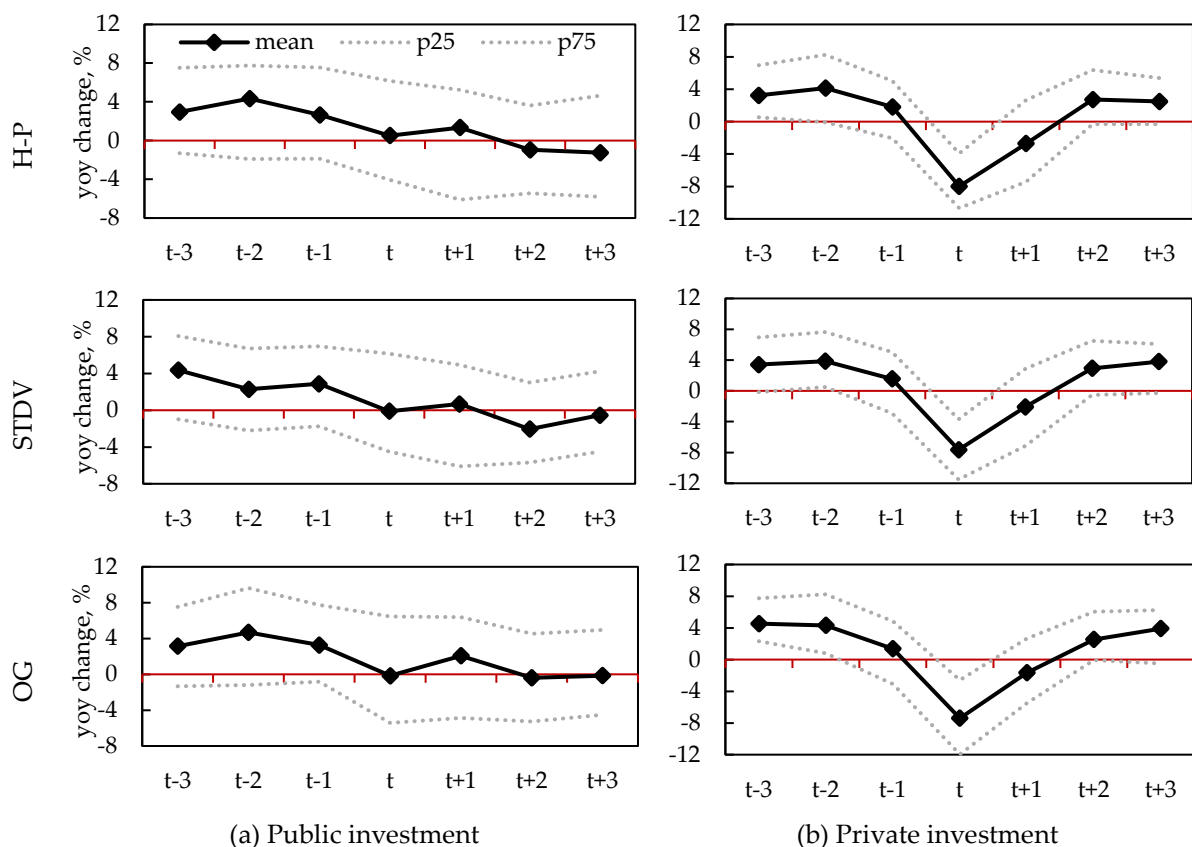 mean p25 p75
H-P
yoy change, %
12
8
4
0
-4
-8
t-3 t-2 t-1 t t+1 t+2 t+3
12
8
4
0
-4
-8
-12
t-3 t-2 t-1 t t+1 t+2 t+3
STDV
yoy change, %
12
8
4
0
-4
-8
t-3 t-2 t-1 t t+1 t+2 t+3
12
8
4
0
-4
-8
-12
t-3 t-2 t-1 t t+1 t+2 t+3
OG
yoy change, %
12
8
4
0
-4
-8
t-3 t-2 t-1 t t+1 t+2 t+3
12
8
4
0
-4
-8
-12
t-3 t-2 t-1 t t+1 t+2 t+3
(a) Public investment
(b) Private investment